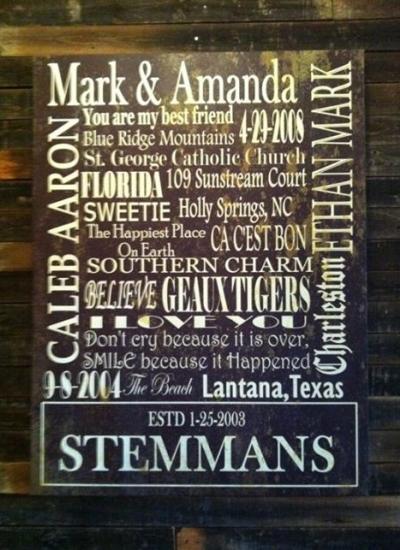 Mark & Amanda
You are my best friend
4-29-2008
Blue Ridge Mountains
St. George Catholic Church
FLORIDA
109 Sunstream Court
SWEETIE
Holly Springs, NC
The Happiest Place
On Earth
CA C'EST BON
SOUTHERN CHARM
BELIEVE
GEAUX TIGERS
I LOVE YOU
Don't cry because it is over,
SMILE because it Happened
9-8-2004
The Beach
Lantana,Texas
CALEB AARON
ETHAN MARK
Charleston
ESTD 1-25-2003
STEMMANS